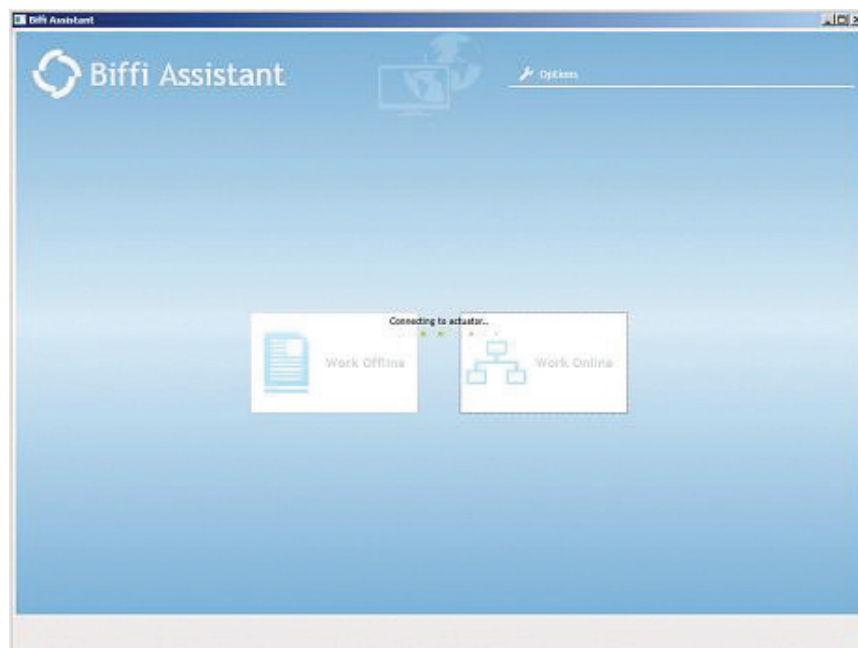 Biffi Assistant
Biffi Assistant
Options
Connecting to actuator...
Work Offline
Work Online